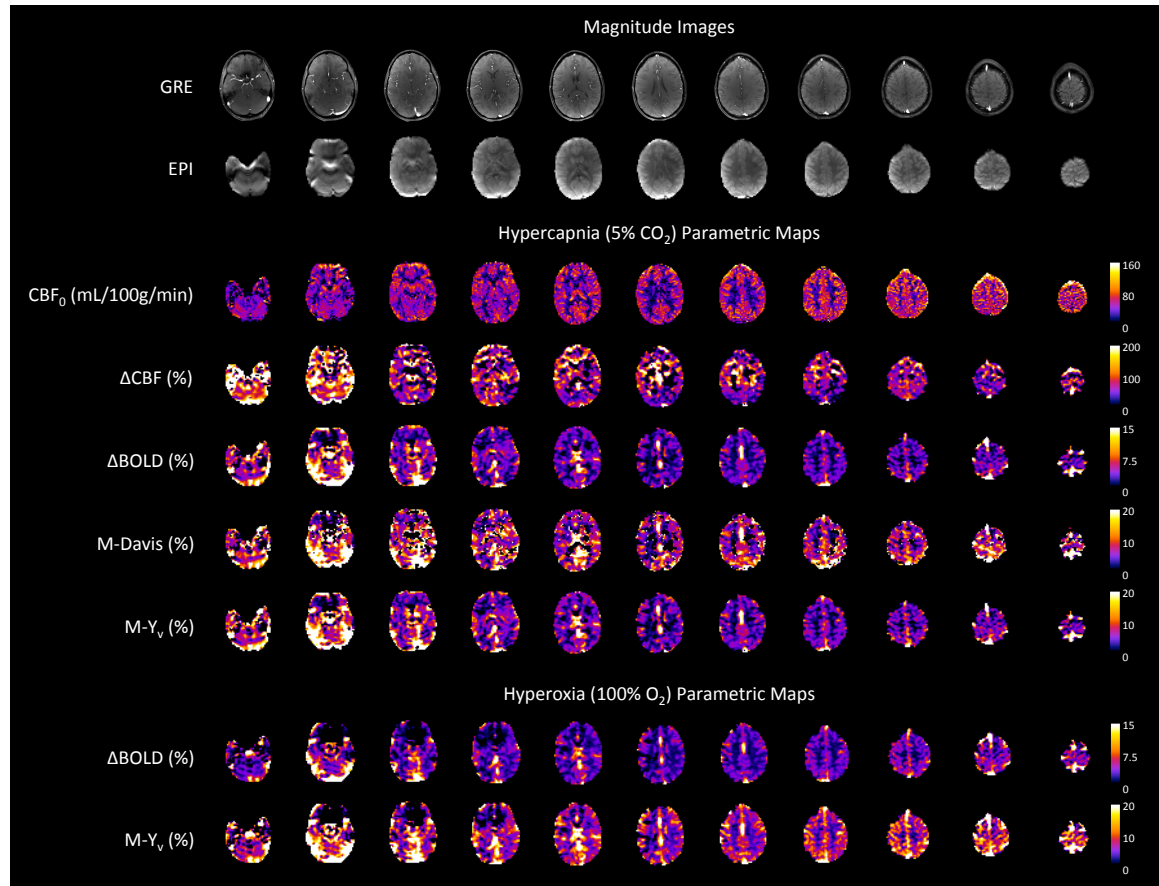 Magnitude Images
GRE
EPI
Hypercapnia (5% CO₂) Parametric Maps
CBF₀ (mL/100g/min)
160
80
0
ΔCBF (%)
200
100
0
ΔBOLD (%)
15
7.5
0
M-Davis (%)
20
10
0
M-Yᵥ (%)
20
10
0
Hyperoxia (100% O₂) Parametric Maps
ΔBOLD (%)
15
7.5
0
M-Yᵥ (%)
20
10
0